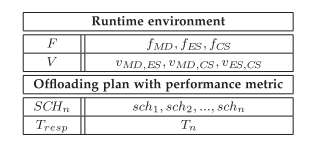 Runtime environment
F f_{MD}, f_{ES}, f_{CS}
V v_{MD,ES}, v_{MD,CS}, v_{ES,CS}
Offloading plan with performance metric
SCH_n sch_1, sch_2, ..., sch_n
T_{resp} T_n